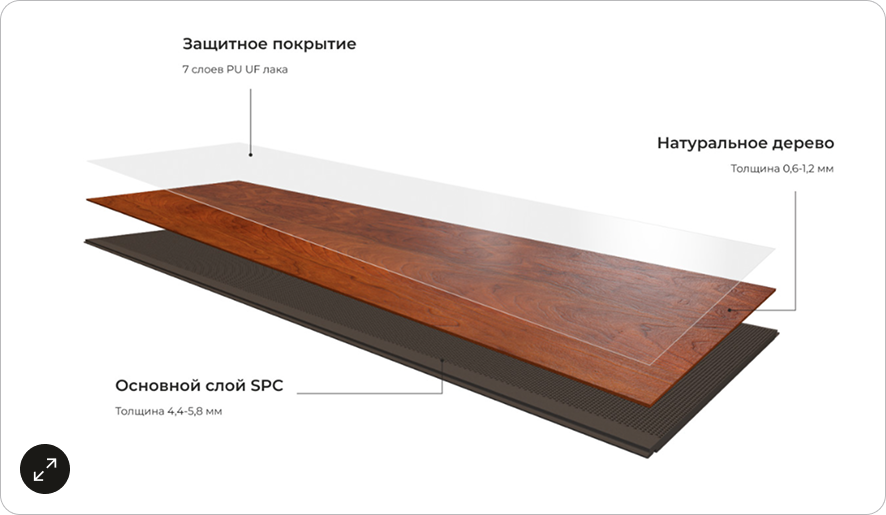 Защитное покрытие
7 слоев PU UF лака
Натуральное дерево
Толщина 0,6-1,2 мм
Основной слой SPC
Толщина 4,4-5,8 мм